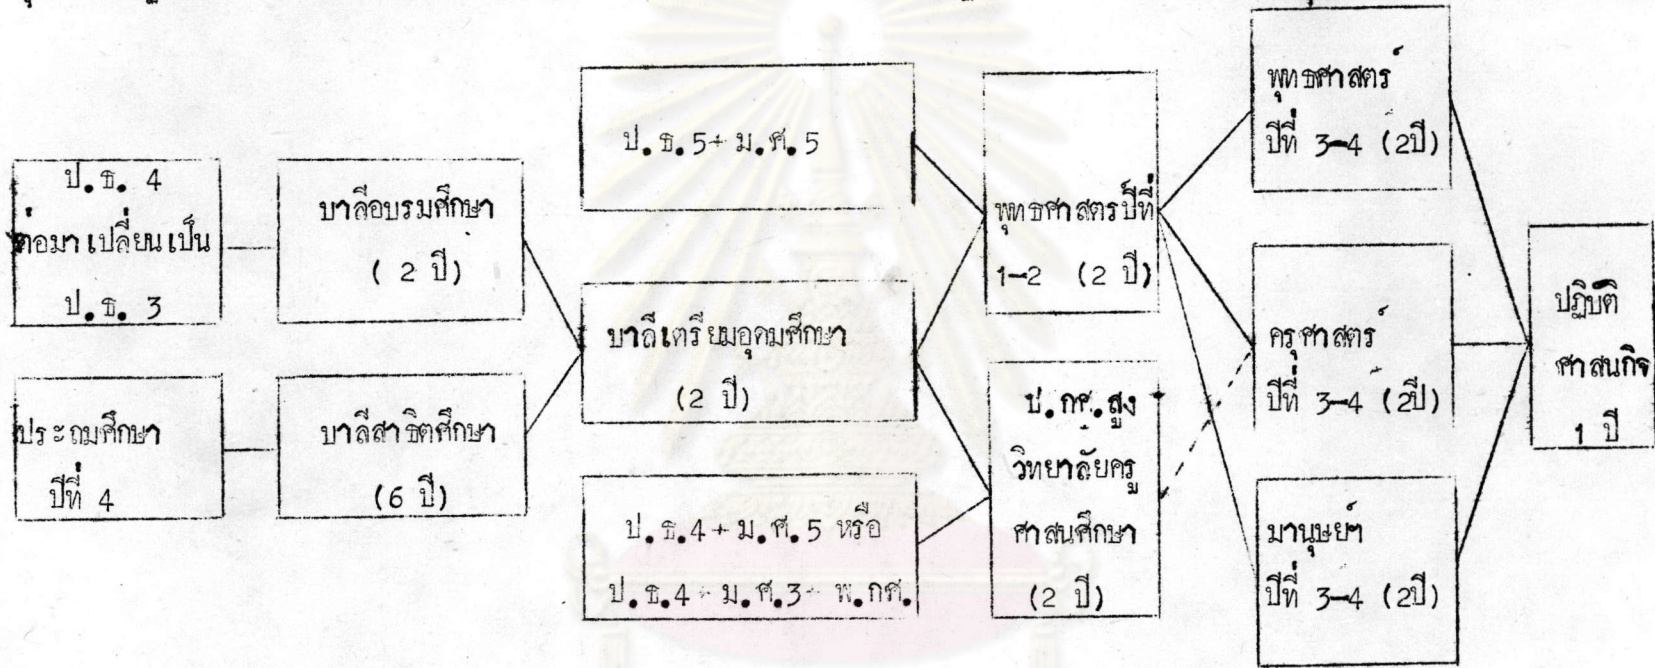 ป.ธ. 4
ต่อมาเปลี่ยนเป็น
ป.ธ. 3
ประถมศึกษา
ปีที่ 4
บาลีอบรมศึกษา
( 2 ปี)
บาลีสาธิตศึกษา
(6 ปี)
ป.ธ.5+ ม.ศ.5
บาลีเตรียมอุดมศึกษา
(2 ปี)
ป.ธ.4+ ม.ศ.5 หรือ
ป.ธ.4+ ม.ศ.3+ พ.กศ.
พุทธศาสตร์ปีที่
1-2 (2 ปี)
ป.กศ.สูง
วิทยาลัยครู
ศาสนศึกษา
(2 ปี)
พุทธศาสตร์
ปีที่ 3-4 (2ปี)
ครุศาสตร์
ปีที่ 3-4 (2ปี)
มานุษยฯ
ปีที่ 3-4 (2ปี)
ปฏิบัติ
ศาสนกิจ
1 ปี